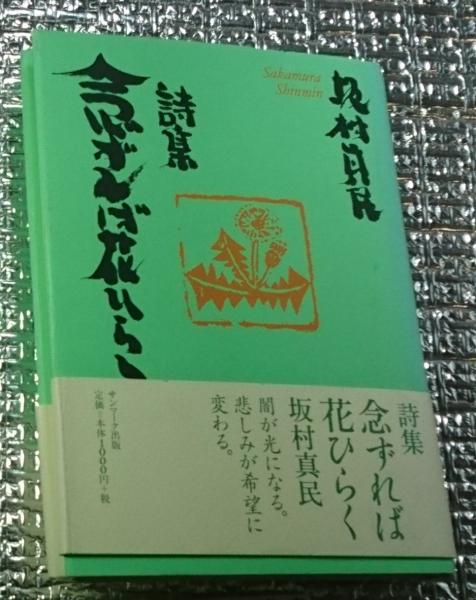 坂村真民
Sakamura
Shinmin
詩集
念ずれば花ひらく
詩集
念ずれば
花ひらく
坂村真民
闇が光になる。
悲しみが希望に
変わる。
サンマーク出版
定価=本体1000円+税